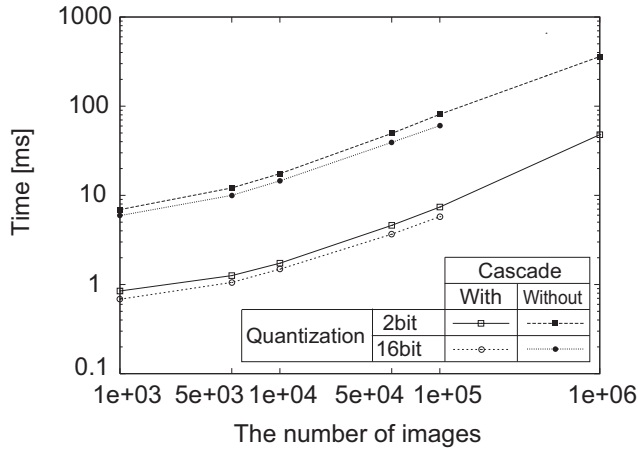 1000
100
10
1
0.1
Time [ms]
Cascade
With Without
Quantization 2bit
16bit
1e+03 5e+03 1e+04 5e+04 1e+05 1e+06
The number of images